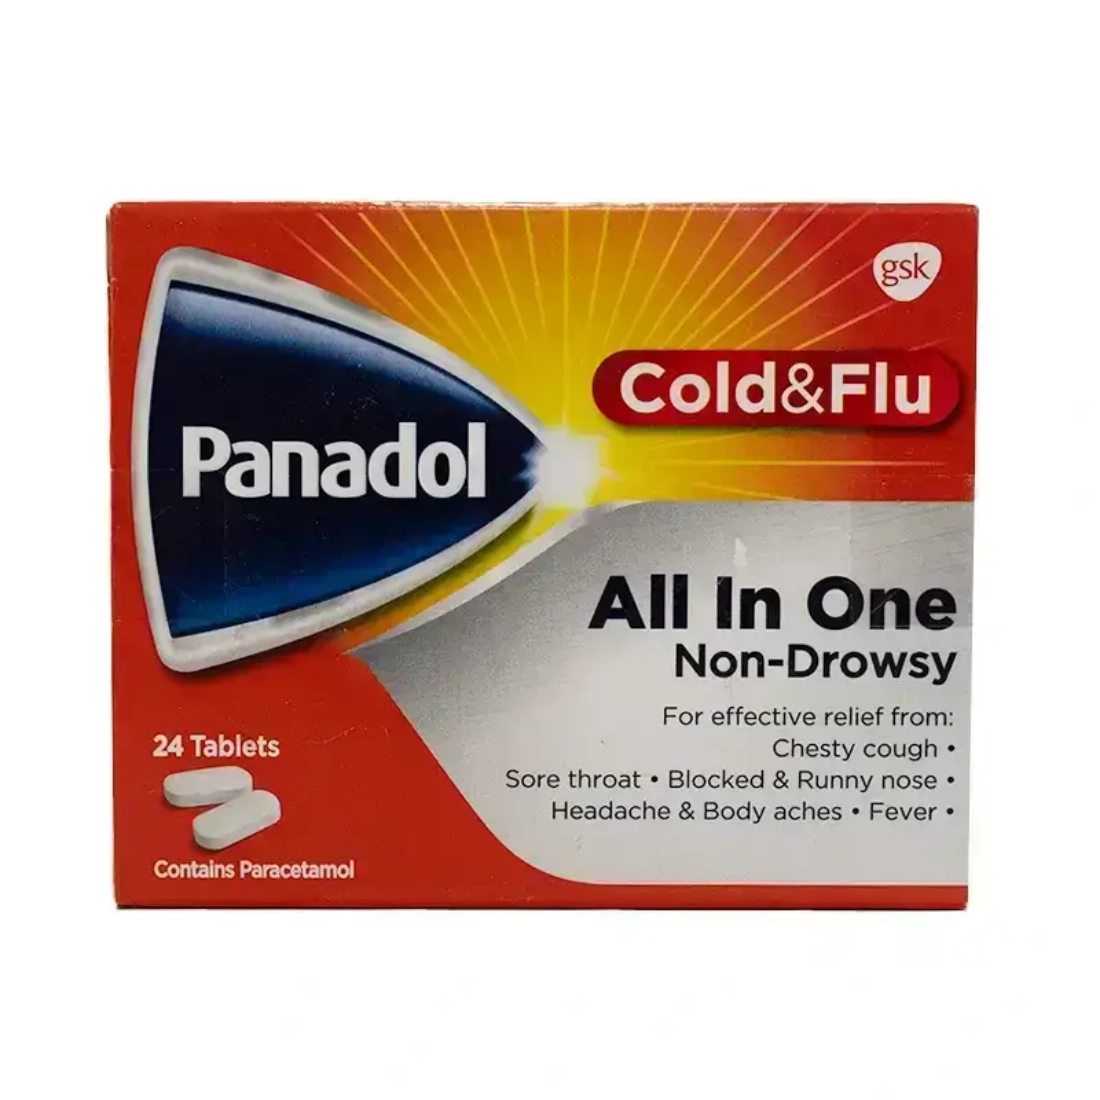 gsk
Cold&Flu
Panadol
All In One
Non-Drowsy
For effective relief from:
Chesty cough •
Sore throat • Blocked & Runny nose •
Headache & Body aches • Fever •
24 Tablets
Contains Paracetamol